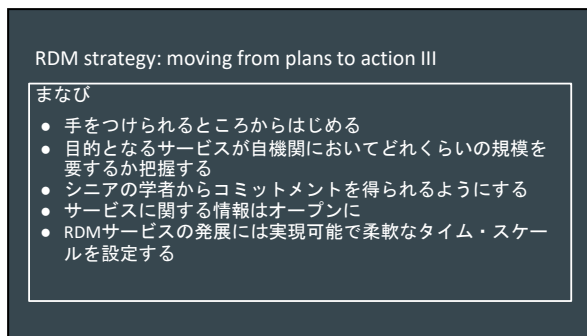 RDM strategy: moving from plans to action III
まなび
● 手をつけられるところからはじめる
● 目的となるサービスが自機関においてどれくらいの規模を
要するか把握する
● シニアの学者からコミットメントを得られるようにする
● サービスに関する情報はオープンに
● RDMサービスの発展には実現可能で柔軟なタイム・スケー
ルを設定する